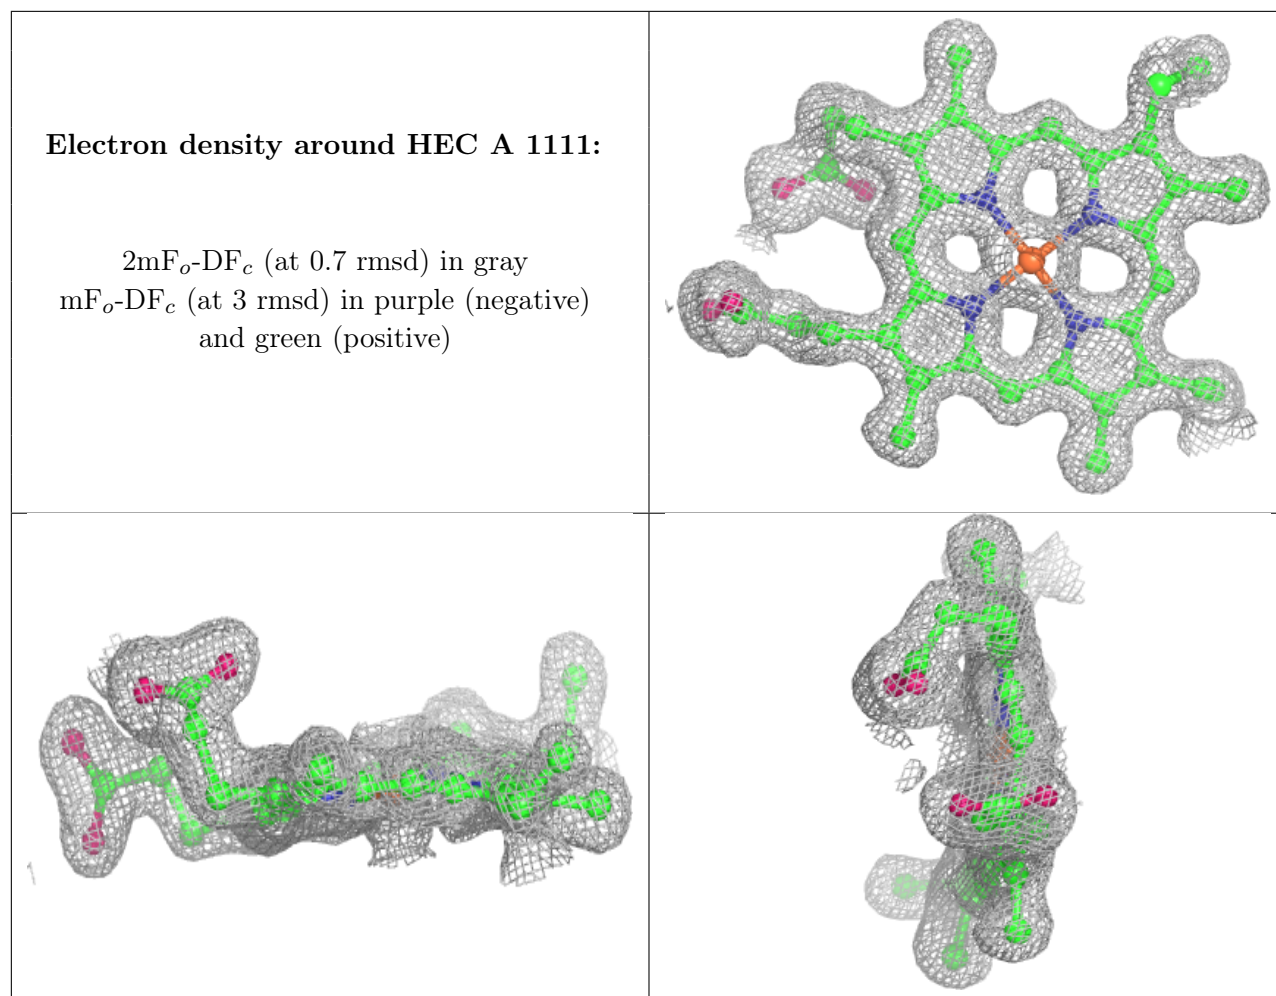 Electron density around HEC A 1111:
2mFo-DFc (at 0.7 rmsd) in gray
mFo-DFc (at 3 rmsd) in purple (negative)
and green (positive)